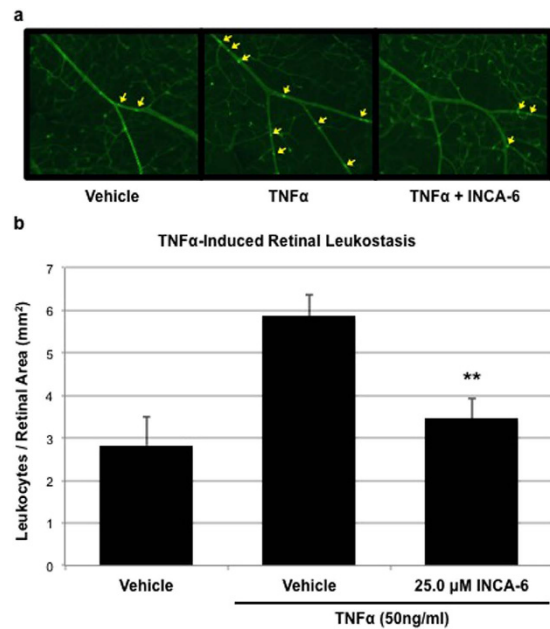 a
Vehicle TNFα TNFα + INCA-6
b
TNFα-Induced Retinal Leukostasis
Leukocytes / Retinal Area (mm²)
7
6
5
4
3
2
1
0
**
Vehicle Vehicle 25.0 µM INCA-6
TNFα (50ng/ml)